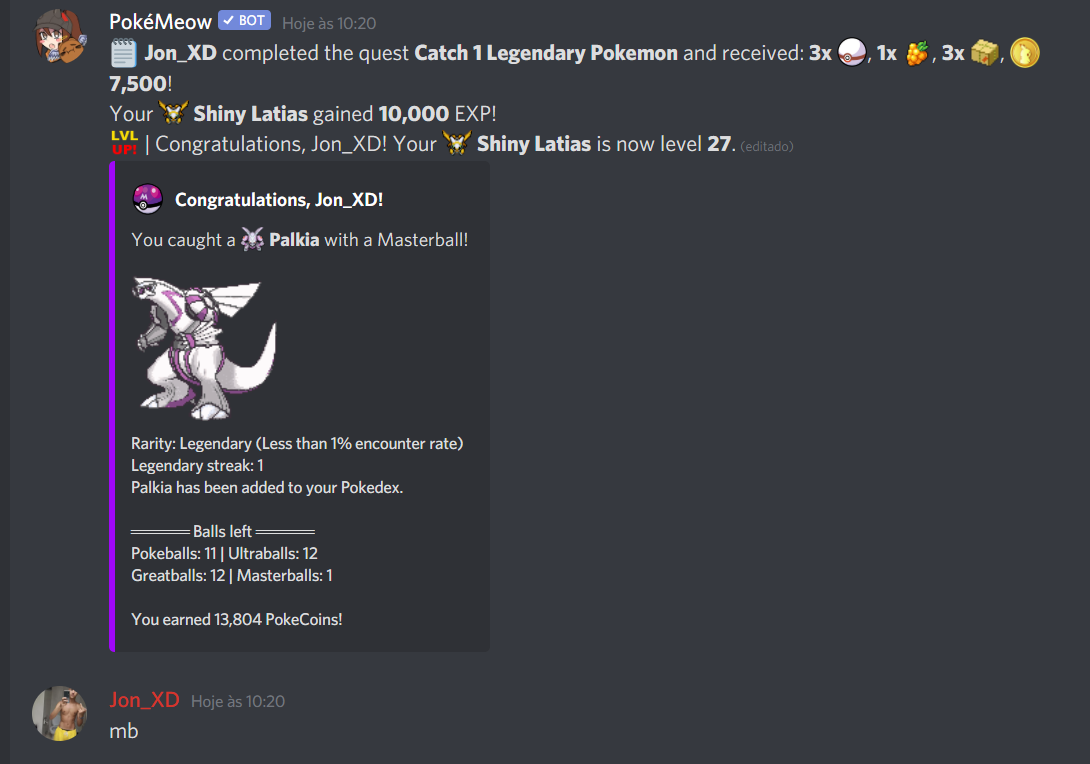 PokéMeow ✓ BOT Hoje às 10:20
Jon_XD completed the quest Catch 1 Legendary Pokemon and received: 3x , 1x , 3x ,
7,500!
Your Shiny Latias gained 10,000 EXP!
LVL UP! | Congratulations, Jon_XD! Your Shiny Latias is now level 27. (editado)
Congratulations, Jon_XD!
You caught a Palkia with a Masterball!
Rarity: Legendary (Less than 1% encounter rate)
Legendary streak: 1
Palkia has been added to your Pokedex.
══════ Balls left ══════
Pokeballs: 11 | Ultraballs: 12
Greatballs: 12 | Masterballs: 1
You earned 13,804 PokeCoins!
Jon_XD Hoje às 10:20
mb